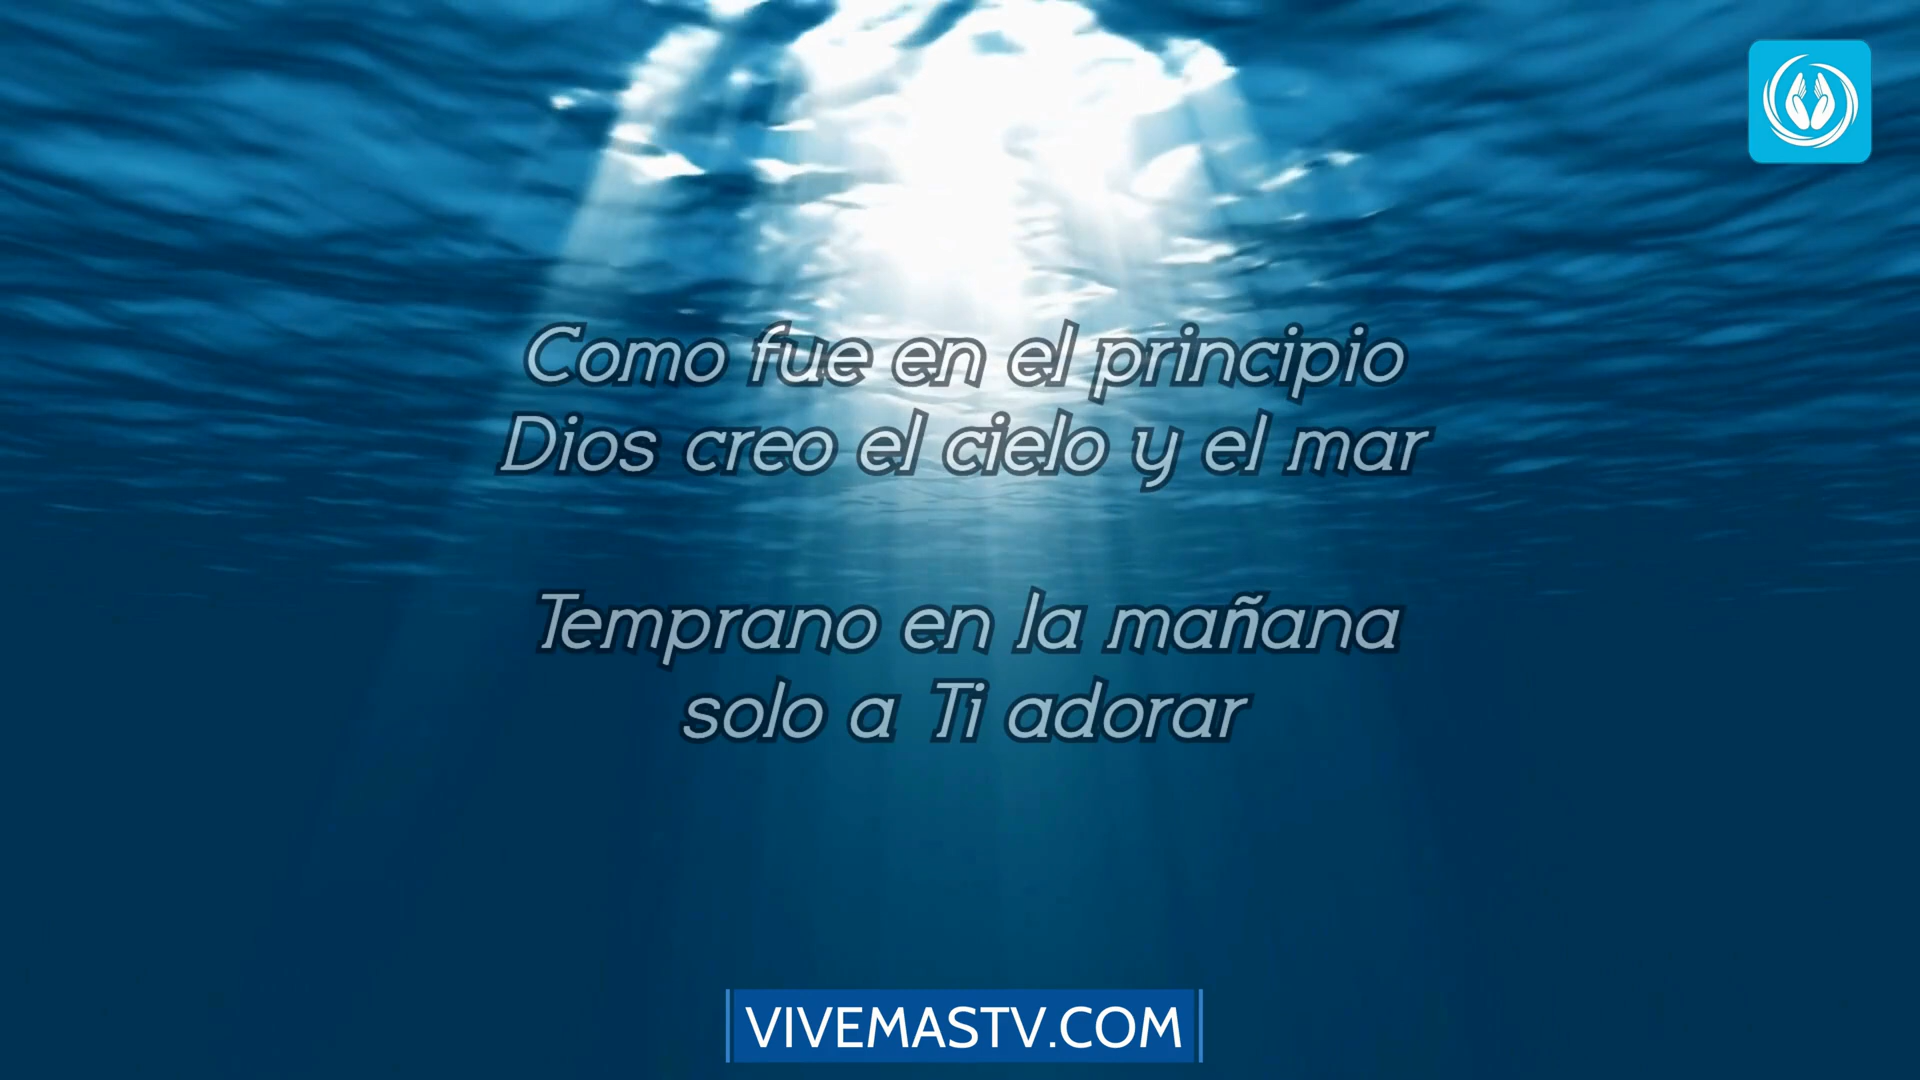 Como fue en el principio
Dios creo el cielo y el mar
Temprano en la mañana
solo a Ti adorar
VIVEMASTV.COM